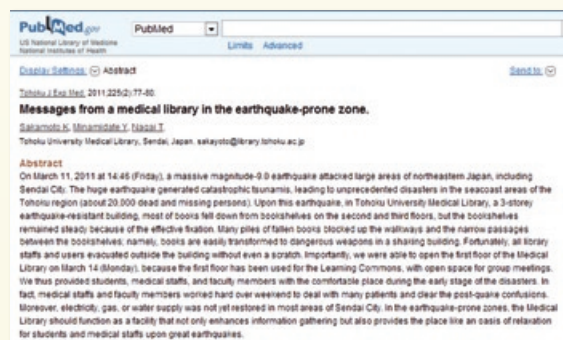 PubMed.gov
PubMed
US National Library of Medicine
National Institutes of Health
Limits Advanced
Display Settings: Abstract
Send to:
Tohoku J Exp Med. 2011;225(2):77-80.
Messages from a medical library in the earthquake-prone zone.
Sakamoto K, Minamidate Y, Nagai T.
Tohoku University Medical Library, Sendai, Japan. sakayoto@library.tohoku.ac.jp
Abstract
On March 11, 2011 at 14:46 (Friday), a massive magnitude-9.0 earthquake attacked large areas of northeastern Japan, including
Sendai City. The huge earthquake generated catastrophic tsunamis, leading to unprecedented disasters in the seacoast areas of the
Tohoku region (about 20,000 dead and missing persons). Upon this earthquake, in Tohoku University Medical Library, a 3-storey
earthquake-resistant building, most of books fell down from bookshelves on the second and third floors, but the bookshelves
remained steady because of the effective fixation. Many piles of fallen books blocked up the walkways and the narrow passages
between the bookshelves; namely, books are easily transformed to dangerous weapons in a shaking building. Fortunately, all library
staffs and users evacuated outside the building without even a scratch. Importantly, we were able to open the first floor of the Medical
Library on March 14 (Monday), because the first floor has been used for the Learning Commons, with open space for group meetings.
We thus provided students, medical staffs, and faculty members with the comfortable place during the early stage of the disasters. In
fact, medical staffs and faculty members worked hard over weekend to deal with many patients and clear the post-quake confusions.
Moreover, electricity, gas, or water supply was not yet restored in most areas of Sendai City. In the earthquake-prone zones, the Medical
Library should function as a facility that not only enhances information gathering but also provides the place like an oasis of relaxation
for students and medical staffs upon great earthquakes.